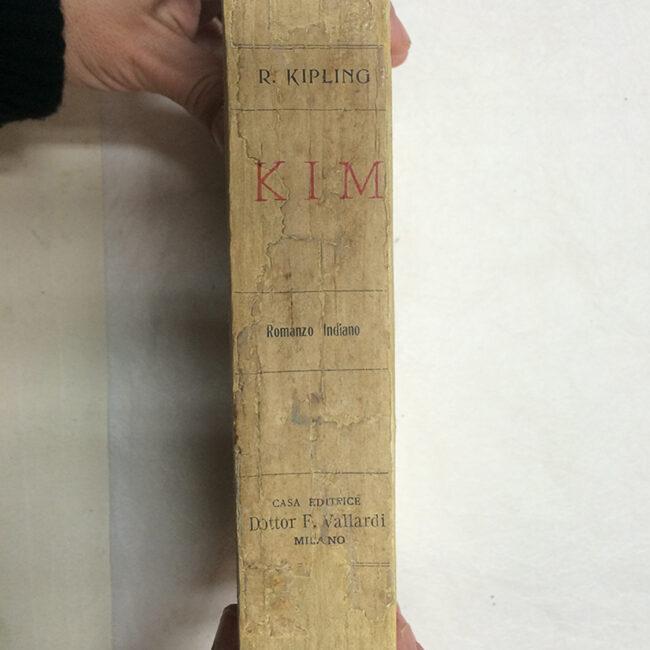 R. KIPLING
KIM
Romanzo Indiano
CASA EDITRICE
Dottor F. Vallardi
MILANO